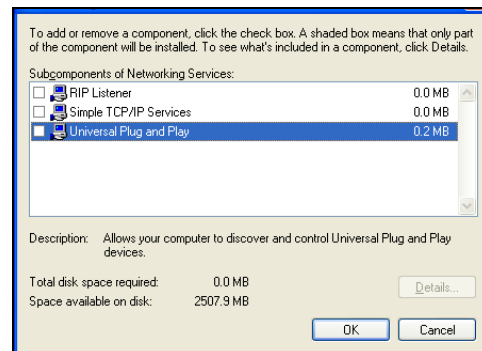 To add or remove a component, click the check box. A shaded box means that only part
of the component will be installed. To see what's included in a component, click Details.
Subcomponents of Networking Services:
RIP Listener 0.0 MB
Simple TCP/IP Services 0.0 MB
Universal Plug and Play 0.2 MB
Description: Allows your computer to discover and control Universal Plug and Play
devices.
Total disk space required: 0.0 MB
Details...
Space available on disk: 2507.9 MB
OK Cancel